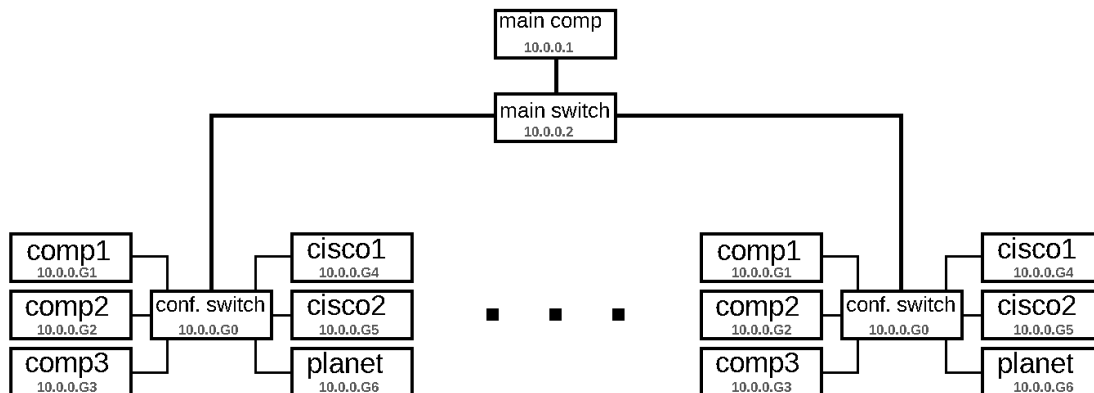 main comp
10.0.0.1
main switch
10.0.0.2
comp1
10.0.0.G1
comp2
10.0.0.G2
comp3
10.0.0.G3
conf. switch
10.0.0.G0
cisco1
10.0.0.G4
cisco2
10.0.0.G5
planet
10.0.0.G6
comp1
10.0.0.G1
comp2
10.0.0.G2
comp3
10.0.0.G3
conf. switch
10.0.0.G0
cisco1
10.0.0.G4
cisco2
10.0.0.G5
planet
10.0.0.G6